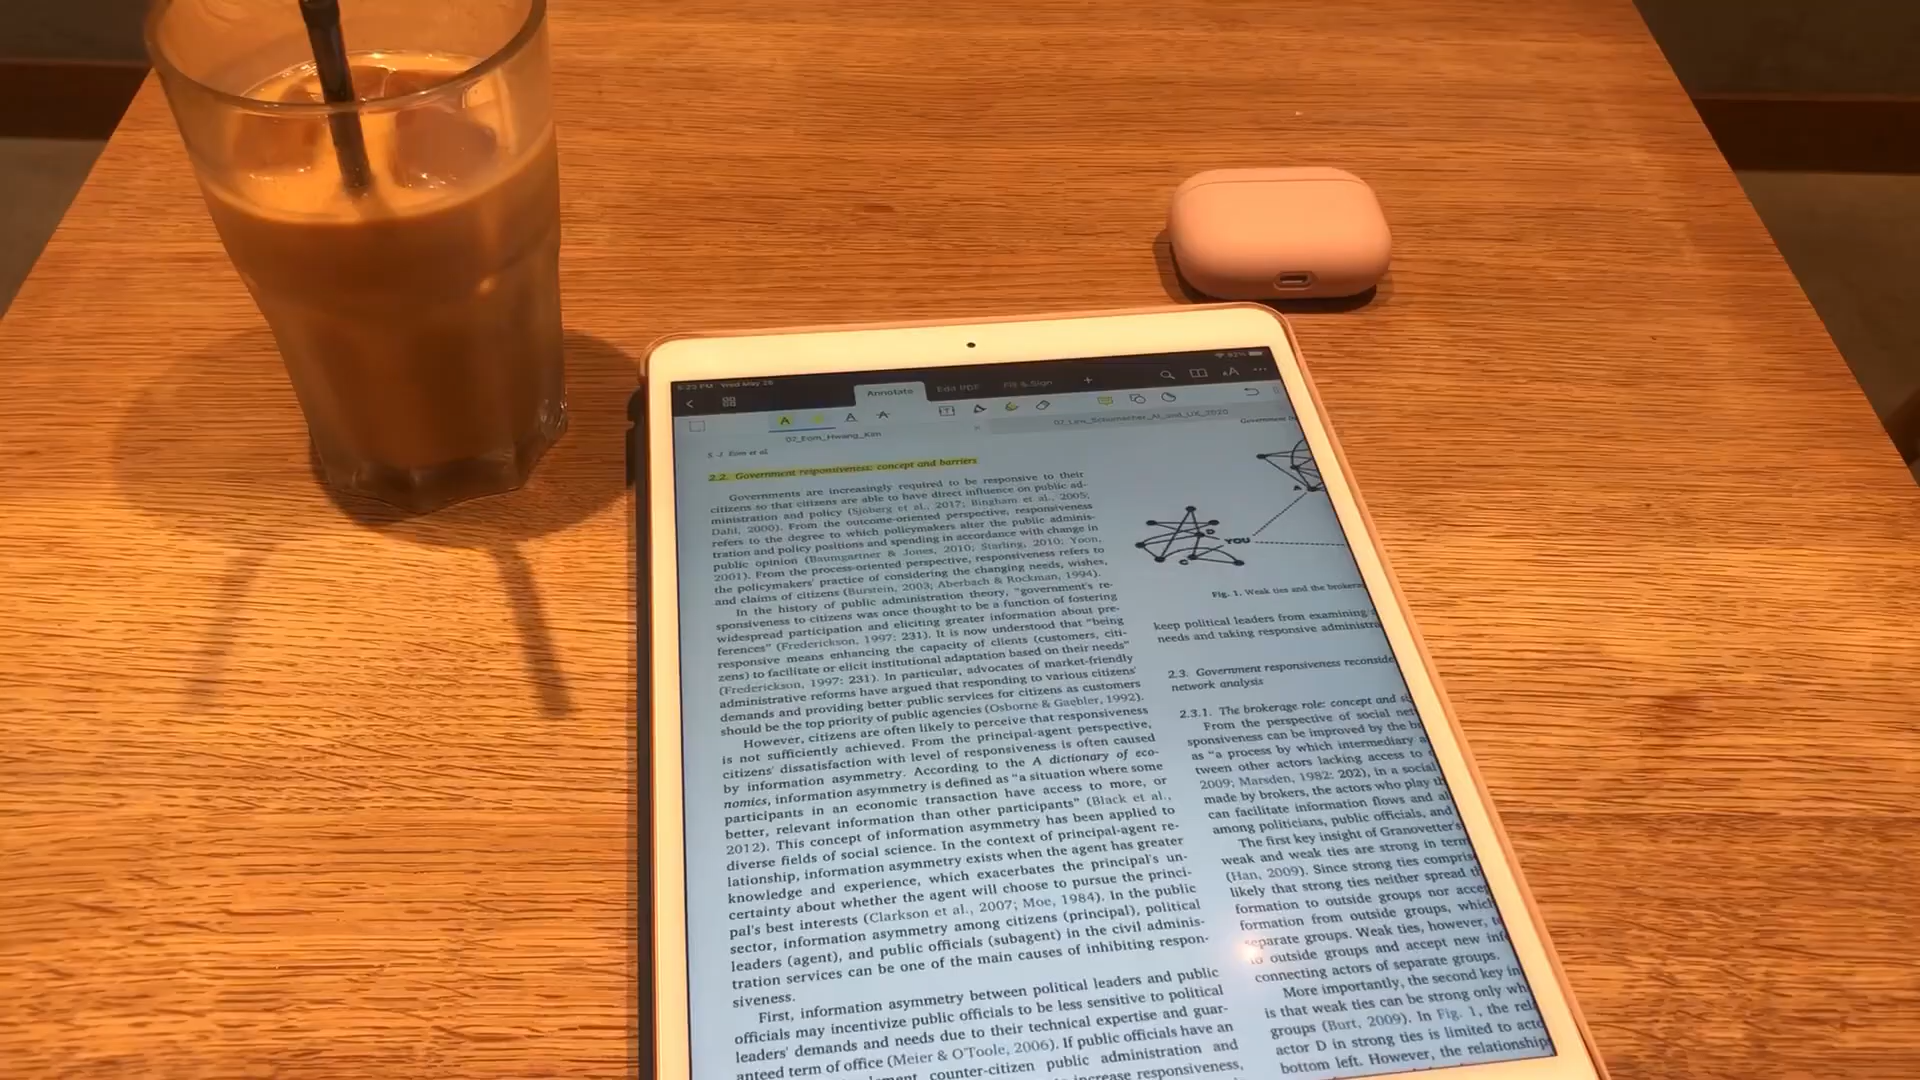 5:23 PM Wed May
Annotate
Edit PDF
Fill & Sign
02_Eom_Hwang_Kim
S.-J. Eom et al.
2.2. Government responsiveness: concept and barriers
Governments are increasingly required to be responsive to their
citizens so that citizens are able to have direct influence on public ad-
ministration and policy (Sjoberg et al., 2017; Bingham et al., 2005;
Dahl, 2000). From the outcome-oriented perspective, responsiveness
refers to the degree to which policymakers alter the public adminis-
tration and policy positions and spending in accordance with change in
public opinion (Baumgartner & Jones, 2010; Starling, 2010; Yoon,
2001). From the process-oriented perspective, responsiveness refers to
the policymakers' practice of considering the changing needs, wishes,
and claims of citizens (Burstein, 2003; Aberbach & Rockman, 1994).
In the history of public administration theory, "government's re-
sponsiveness to citizens was once thought to be a function of fostering
widespread participation and eliciting greater information about pre-
ferences" (Frederickson, 1997: 231). It is now understood that "being
responsive means enhancing the capacity of clients (customers, citi-
zens) to facilitate or elicit institutional adaptation based on their needs"
(Frederickson, 1997: 231). In particular, advocates of market-friendly
administrative reforms have argued that responding to various citizens'
demands and providing better public services for citizens as customers
should be the top priority of public agencies (Osborne & Gaebler, 1992).
However, citizens are often likely to perceive that responsiveness
is not sufficiently achieved. From the principal-agent perspective,
citizens' dissatisfaction with level of responsiveness is often caused
by information asymmetry. According to the A dictionary of eco-
nomics, information asymmetry is defined as "a situation where some
participants in an economic transaction have access to more, or
better, relevant information than other participants" (Black et al.,
2012). This concept of information asymmetry has been applied to
diverse fields of social science. In the context of principal-agent re-
lationship, information asymmetry exists when the agent has greater
knowledge and experience, which exacerbates the principal's un-
certainty about whether the agent will choose to pursue the princi-
pal's best interests (Clarkson et al., 2007; Moe, 1984). In the public
sector, information asymmetry among citizens (principal), political
leaders (agent), and public officials (subagent) in the civil adminis-
tration services can be one of the main causes of inhibiting respon-
siveness.
First, information asymmetry between political leaders and public
officials may incentivize public officials to be less sensitive to political
leaders' demands and needs due to their technical expertise and guar-
anteed term of office (Meier & O'Toole, 2006). If public officials have an
counter-citizen public administration and
increase responsiveness,
Government
A
D
YOU
C
Fig. 1. Weak ties and the
keep political leaders from examining
needs and taking responsive
2.3. Government responsiveness
network analysis
2.3.1. The brokerage role: concept and
From the perspective of social
sponsiveness can be improved by the
as "a process by which intermediary
tween other actors lacking access to
2009; Marsden, 1982: 202), in a social
made by brokers, the actors who play
can facilitate information flows and
among politicians, public officials, and
The first key insight of Granovetter's
weak and weak ties are strong in
(Han, 2009). Since strong ties
likely that strong ties neither spread
formation to outside groups nor
formation from outside groups, which
separate groups. Weak ties, however,
to outside groups and accept new
connecting actors of separate groups.
More importantly, the second key
is that weak ties can be strong only
groups (Burt, 2009). In Fig. 1, the
actor D in strong ties is limited to
bottom left. However, the relationship